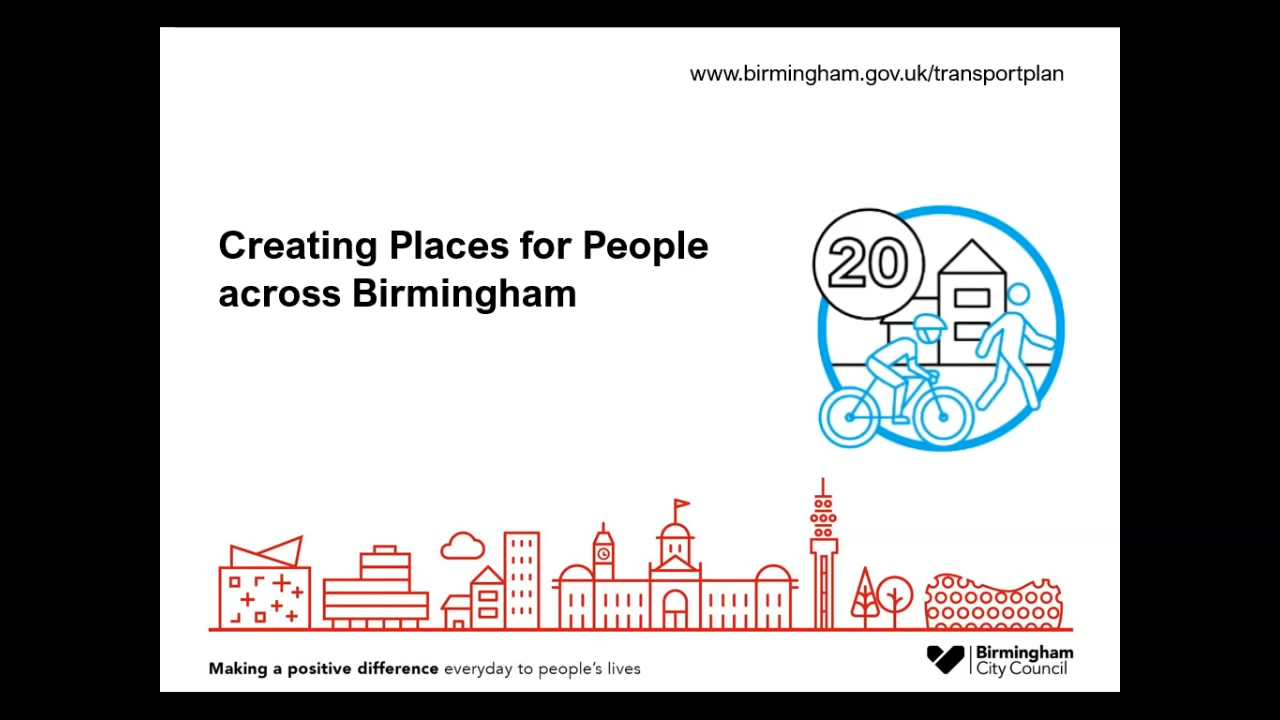 www.birmingham.gov.uk/transportplan
Creating Places for People
across Birmingham
20
Making a positive difference everyday to people's lives
Birmingham
City Council